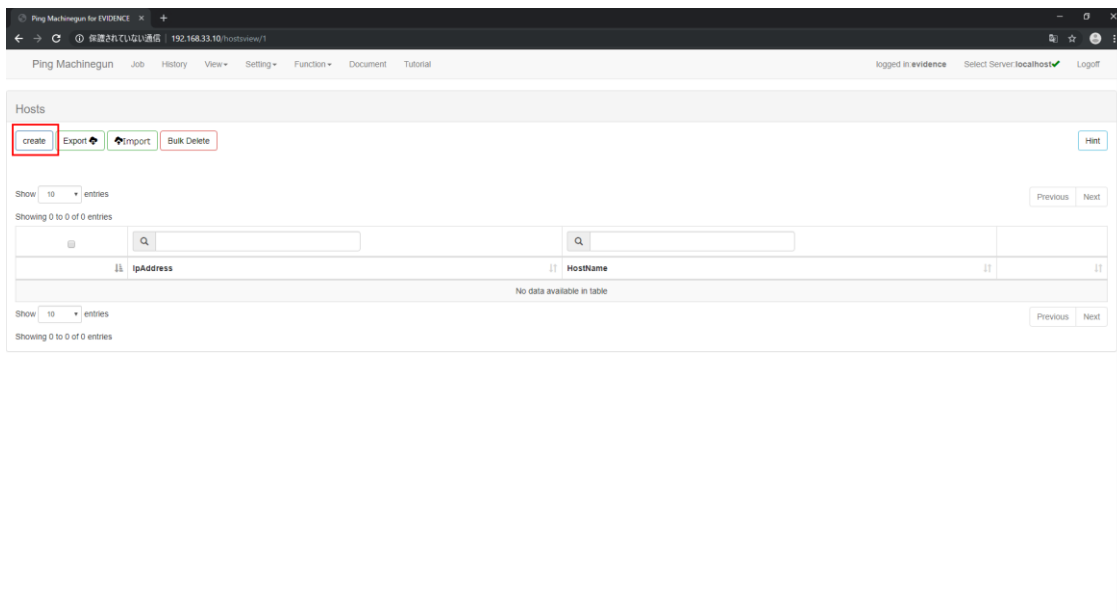 Ping Machinegun for EVIDENCE
保護されていない通信 | 192.168.33.10/hostsview/1
Ping Machinegun Job History View Setting Function Document Tutorial logged in:evidence Select Server:localhost Logoff
Hosts
create Export Import Bulk Delete Hint
Show 10 entries Previous Next
Showing 0 to 0 of 0 entries
IpAddress HostName
No data available in table
Show 10 entries Previous Next
Showing 0 to 0 of 0 entries